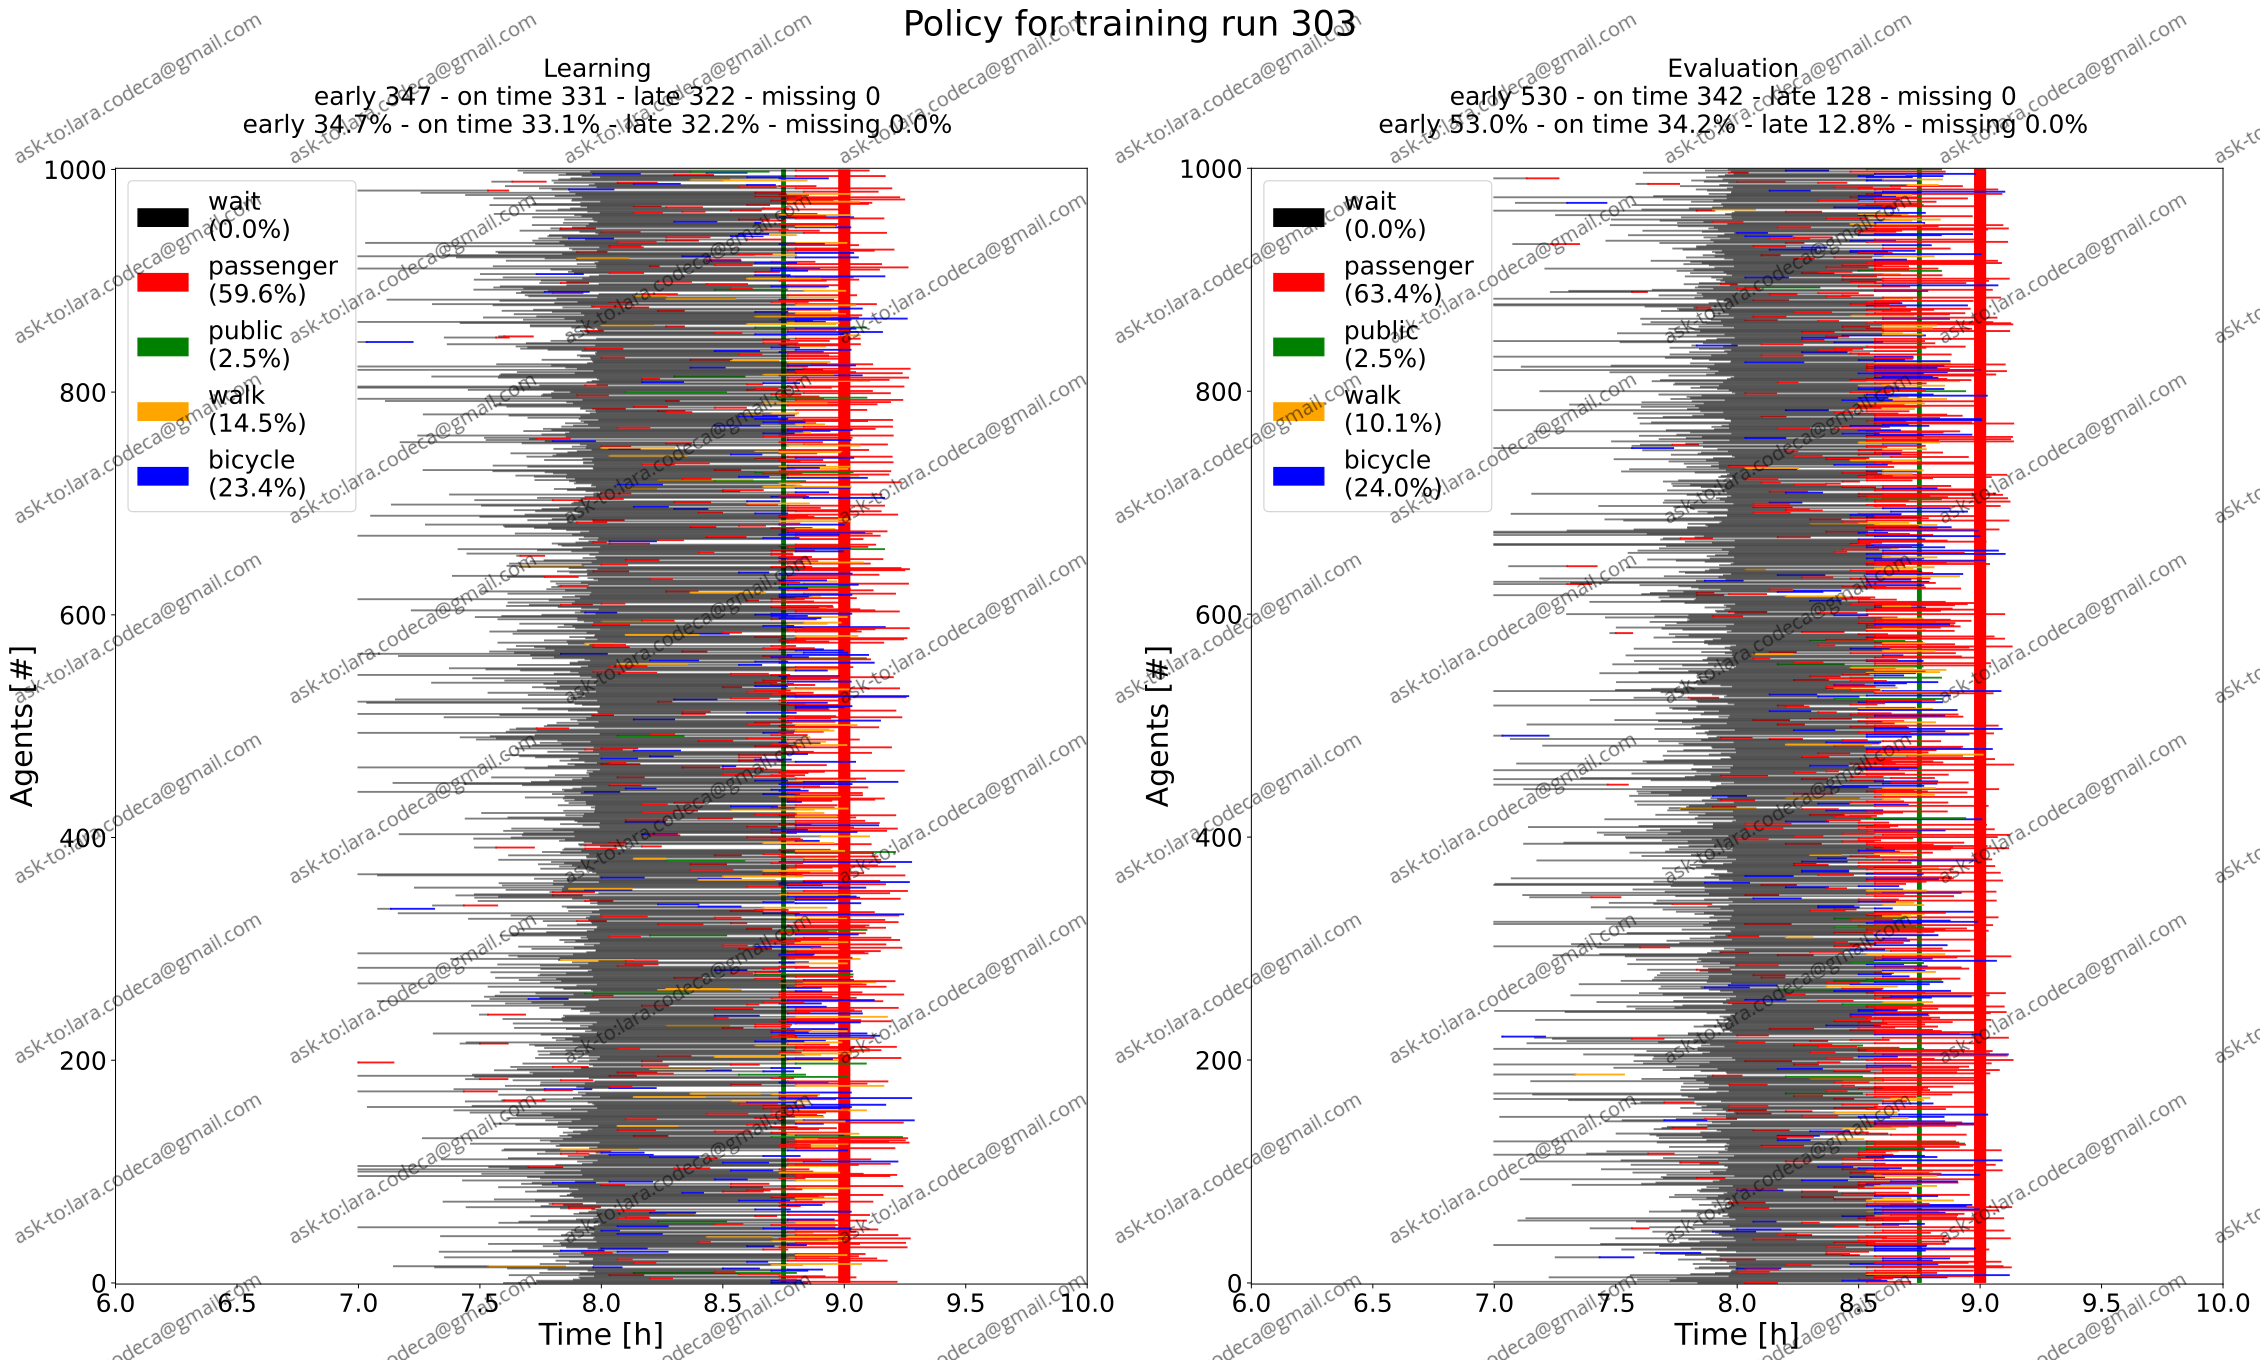 Policy for training run 303
Learning
early 347 - on time 331 - late 322 - missing 0
early 34.7% - on time 33.1% - late 32.2% - missing 0.0%
1000
800
600
400
200
0
Agents [#]
wait
(0.0%)
passenger
(59.6%)
public
(2.5%)
walk
(14.5%)
bicycle
(23.4%)
6.0 6.5 7.0 7.5 8.0 8.5 9.0 9.5 10.0
Time [h]
Evaluation
early 530 - on time 342 - late 128 - missing 0
early 53.0% - on time 34.2% - late 12.8% - missing 0.0%
1000
800
600
400
200
0
Agents [#]
wait
(0.0%)
passenger
(63.4%)
public
(2.5%)
walk
(10.1%)
bicycle
(24.0%)
6.0 6.5 7.0 7.5 8.0 8.5 9.0 9.5 10.0
Time [h]
ask-to:lara.codeca@gmail.com